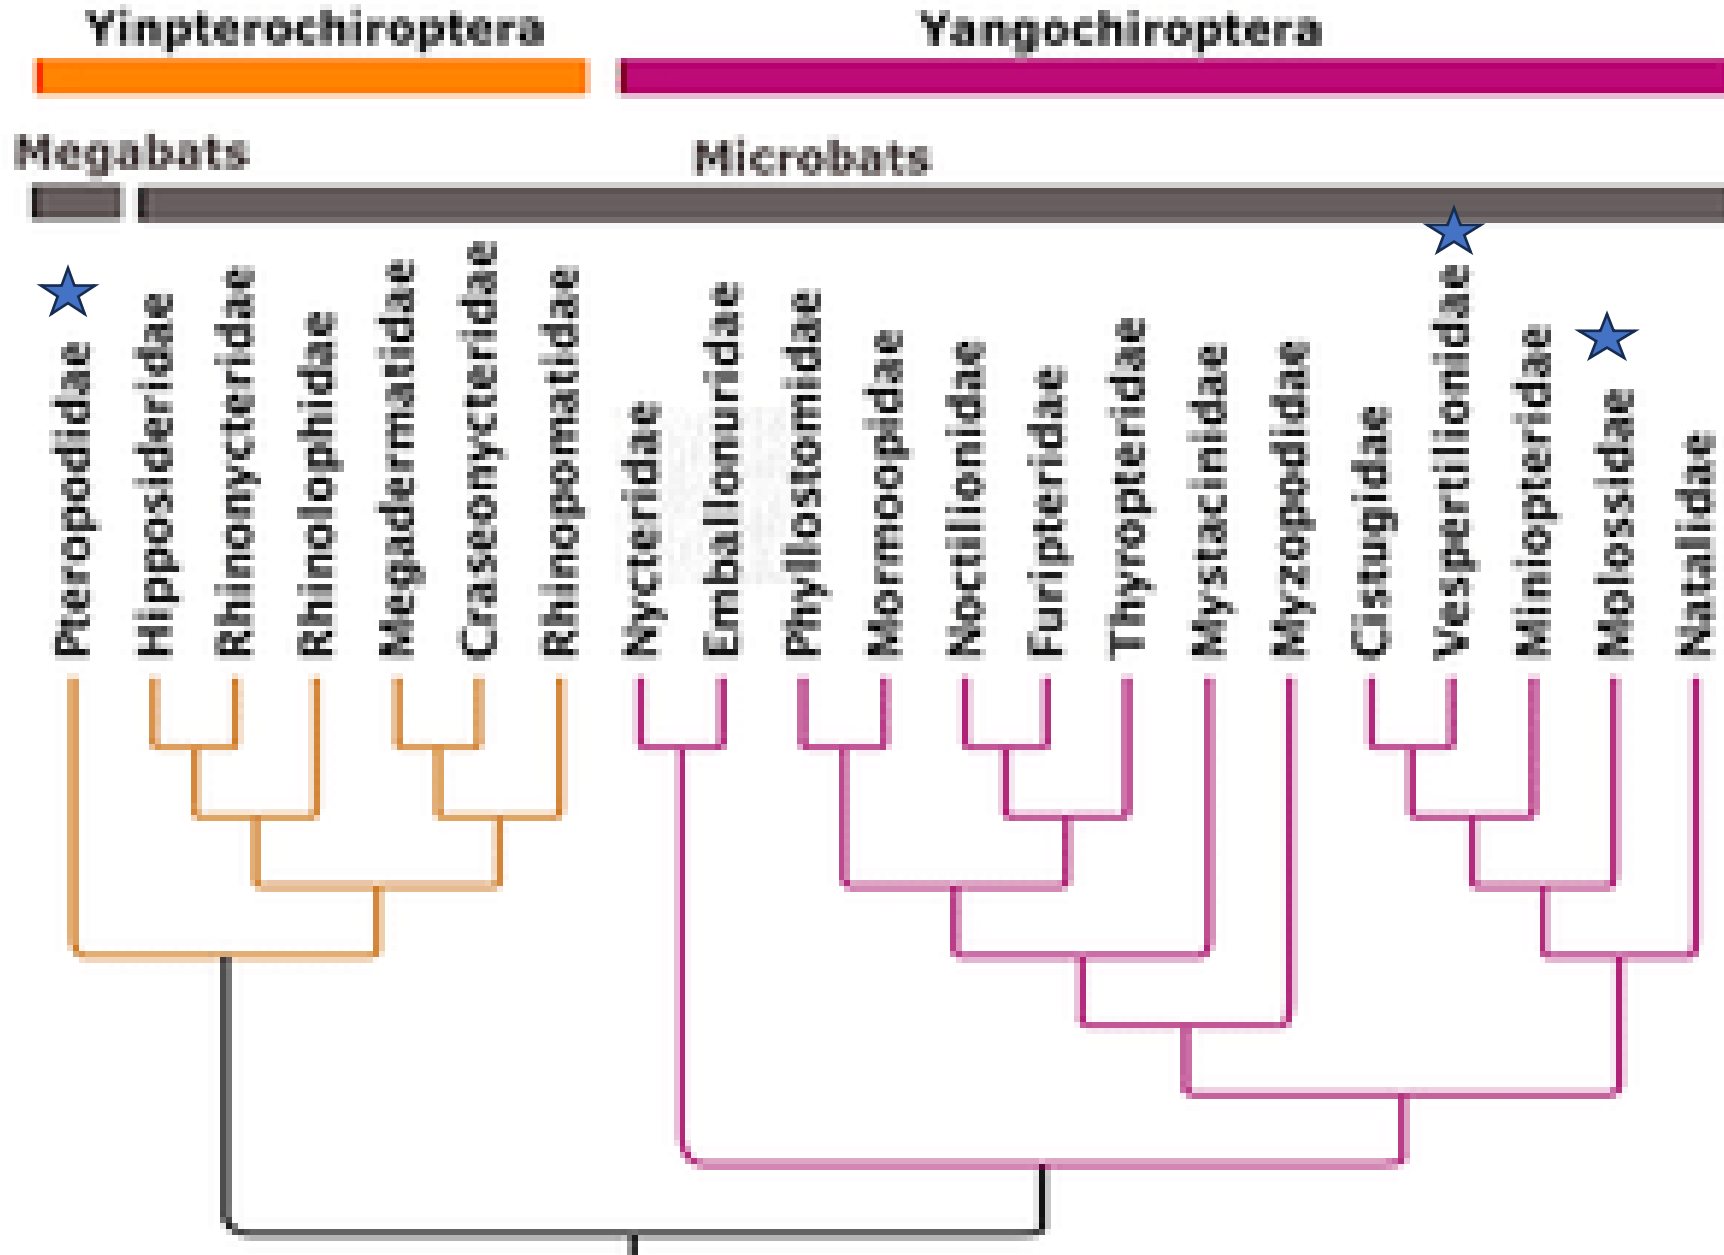 Yinpterochiroptera
Yangochiroptera
Megabats
Microbats
Pteropodidae
Hipposideridae
Rhinonycteridae
Rhinolophidae
Megadermatidae
Craseonycteridae
Rhinopomatidae
Nycteridae
Emballonuridae
Phyllostomidae
Mormoopidae
Noctilionidae
Furipteridae
Thyropteridae
Mystacinidae
Myzopodidae
Cistugidae
Vespertilionidae
Miniopteridae
Molossidae
Natalidae